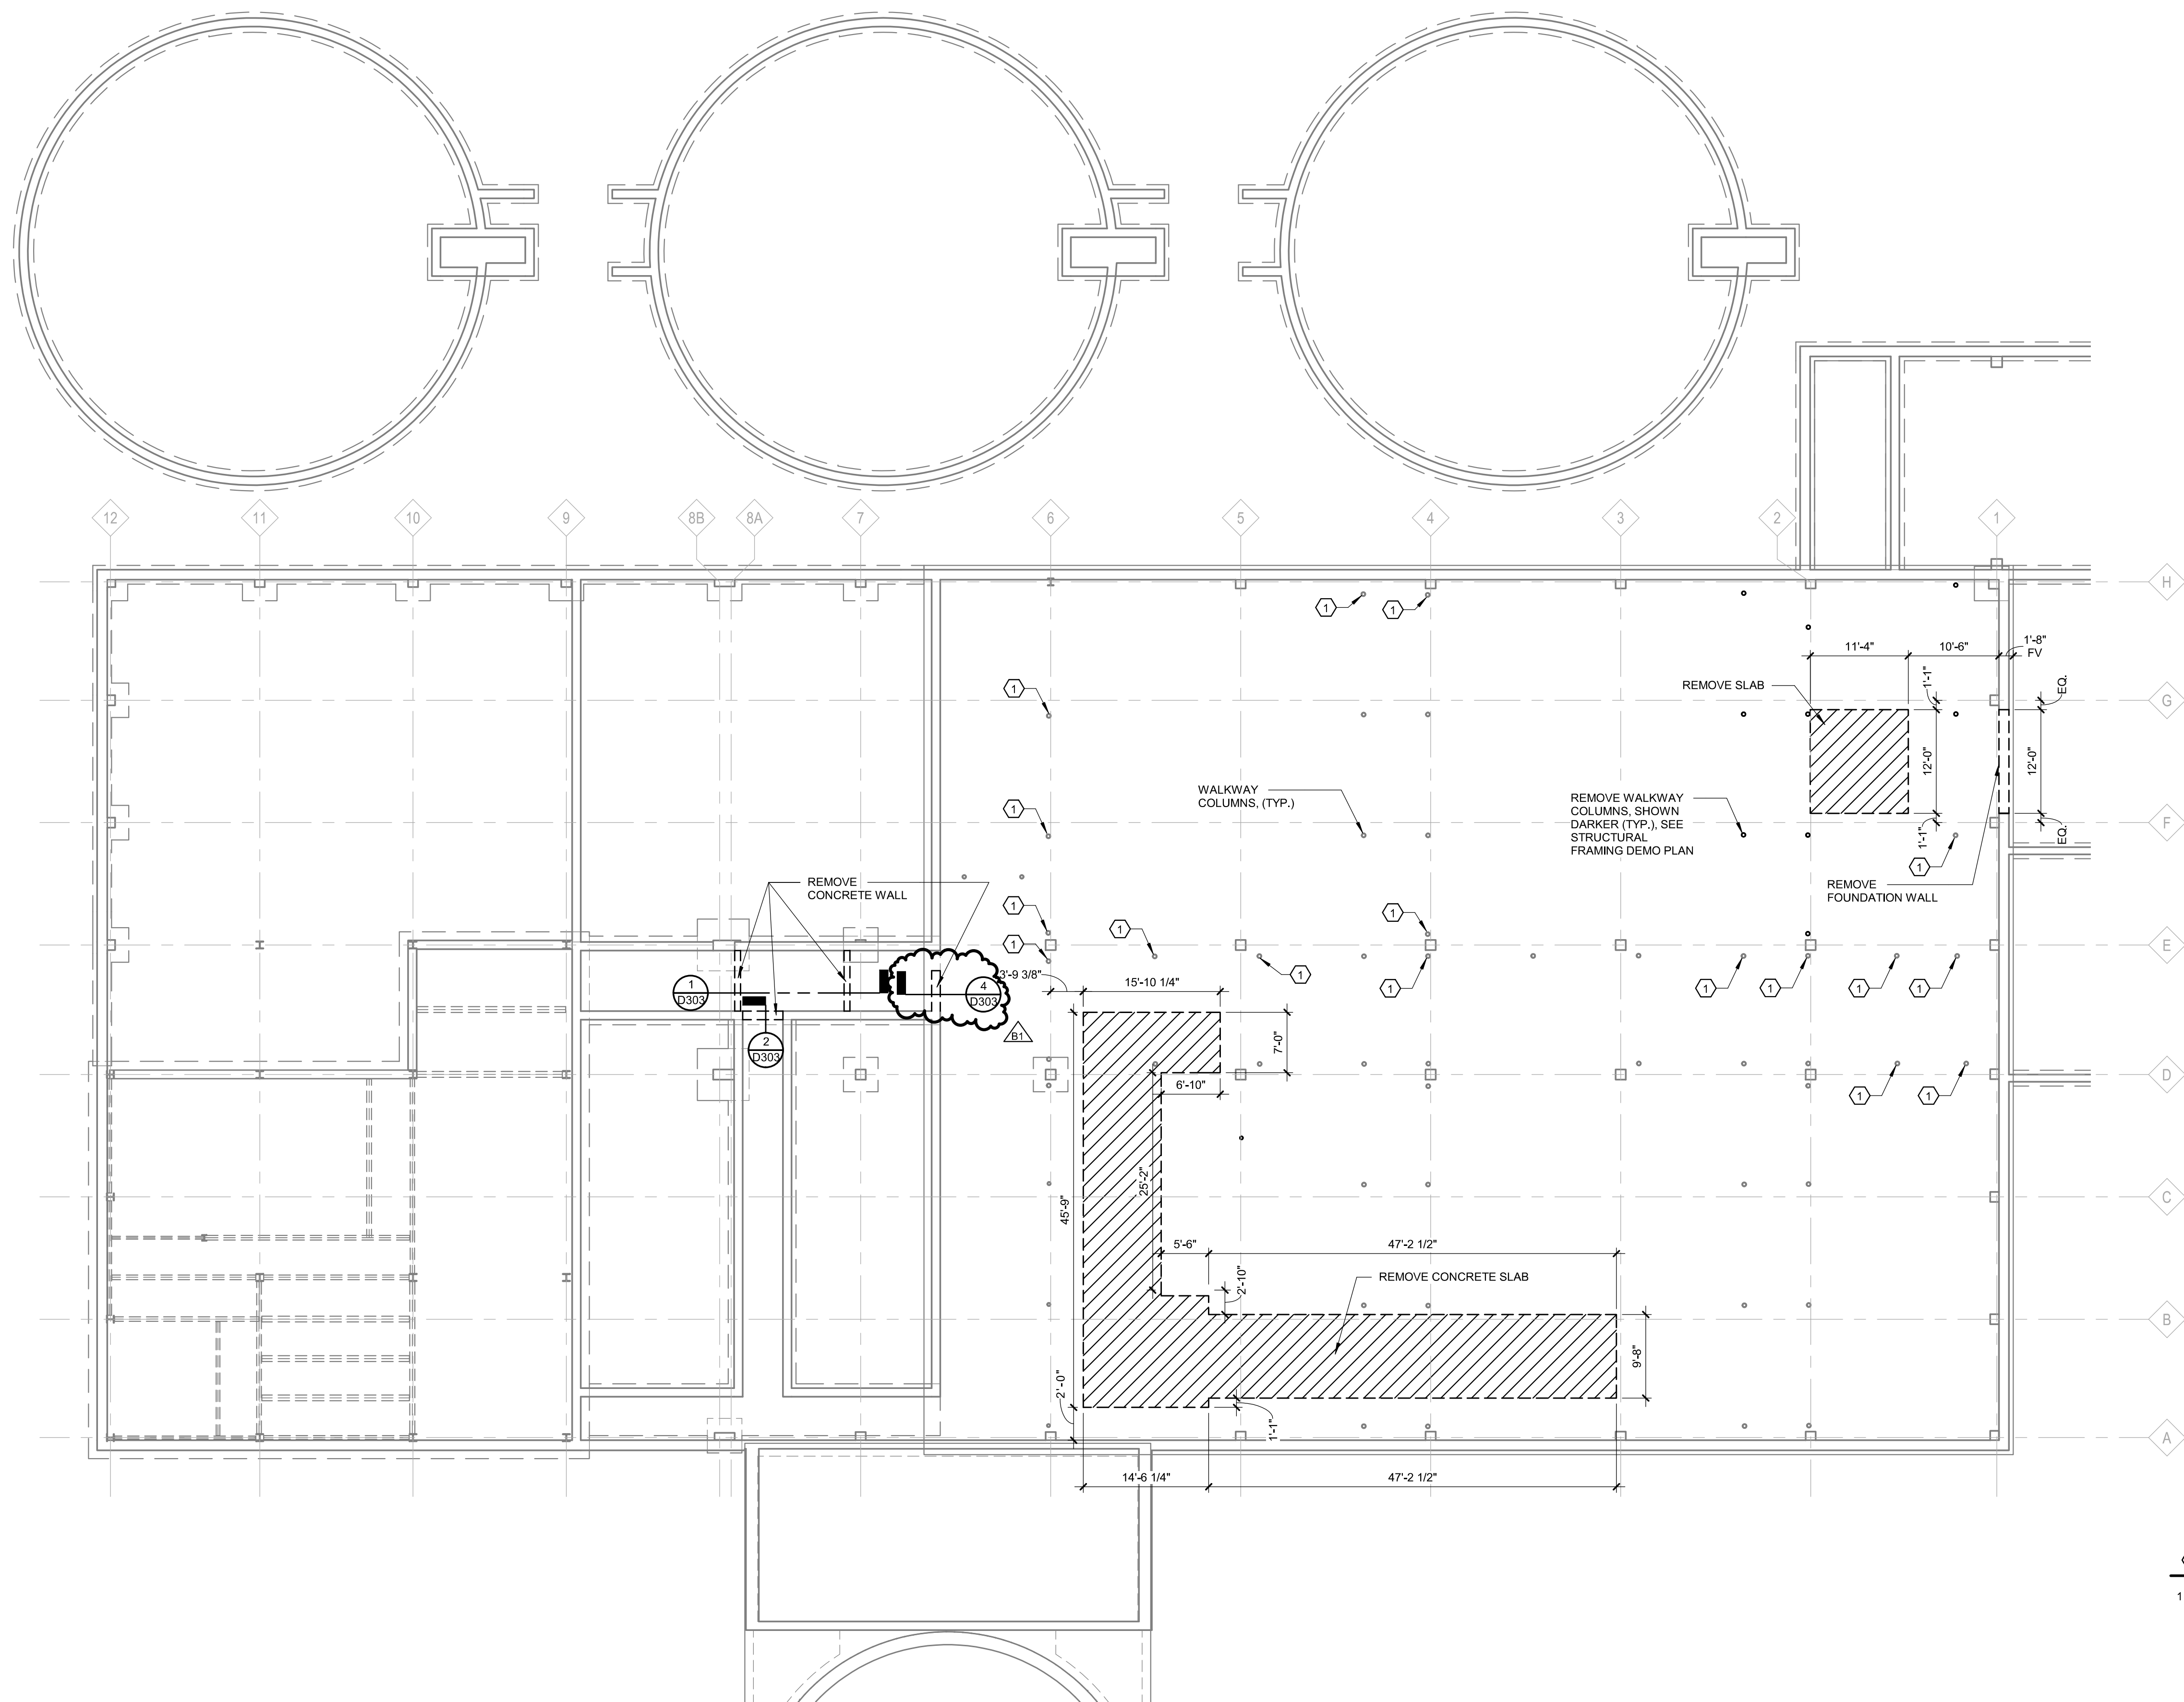 12
11
10
9
8B
8A
7
6
5
4
3
2
1
H
1
1
1'-8"
FV
11'-4"
10'-6"
REMOVE SLAB
1'-1"
EQ.
1
G
12'-0"
12'-0"
WALKWAY
COLUMNS, (TYP.)
REMOVE WALKWAY
COLUMNS, SHOWN
DARKER (TYP.), SEE
STRUCTURAL
FRAMING DEMO PLAN
1
F
1'-1"
EQ.
1
REMOVE
FOUNDATION WALL
REMOVE
CONCRETE WALL
1
1
1
1
E
1
1
1
1
1
1
1
3'-9 3/8"
15'-10 1/4"
1
D303
4
D303
B1
2
D303
7'-0"
6'-10"
D
1
1
25'-2"
45'-9"
C
5'-6"
47'-2 1/2"
2'-10"
REMOVE CONCRETE SLAB
B
9'-8"
2'-0"
1'-1"
A
14'-6 1/4"
47'-2 1/2"
1